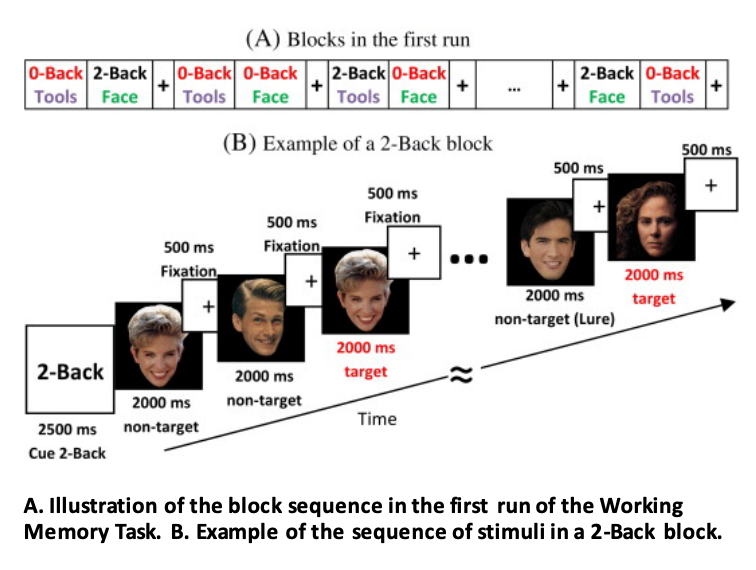 (A) Blocks in the first run
0-Back 2-Back + 0-Back 0-Back + 2-Back 0-Back + ... + 2-Back 0-Back +
Tools Face Tools Face Tools Face Face Tools
(B) Example of a 2-Back block
500 ms
Fixation
+
500 ms
Fixation
+
500 ms
Fixation
+
500 ms
+
500 ms
+
2-Back
2500 ms
Cue 2-Back
2000 ms
non-target
2000 ms
non-target
2000 ms
target
2000 ms
non-target (Lure)
2000 ms
target
≈
Time
A. Illustration of the block sequence in the first run of the Working
Memory Task. B. Example of the sequence of stimuli in a 2-Back block.